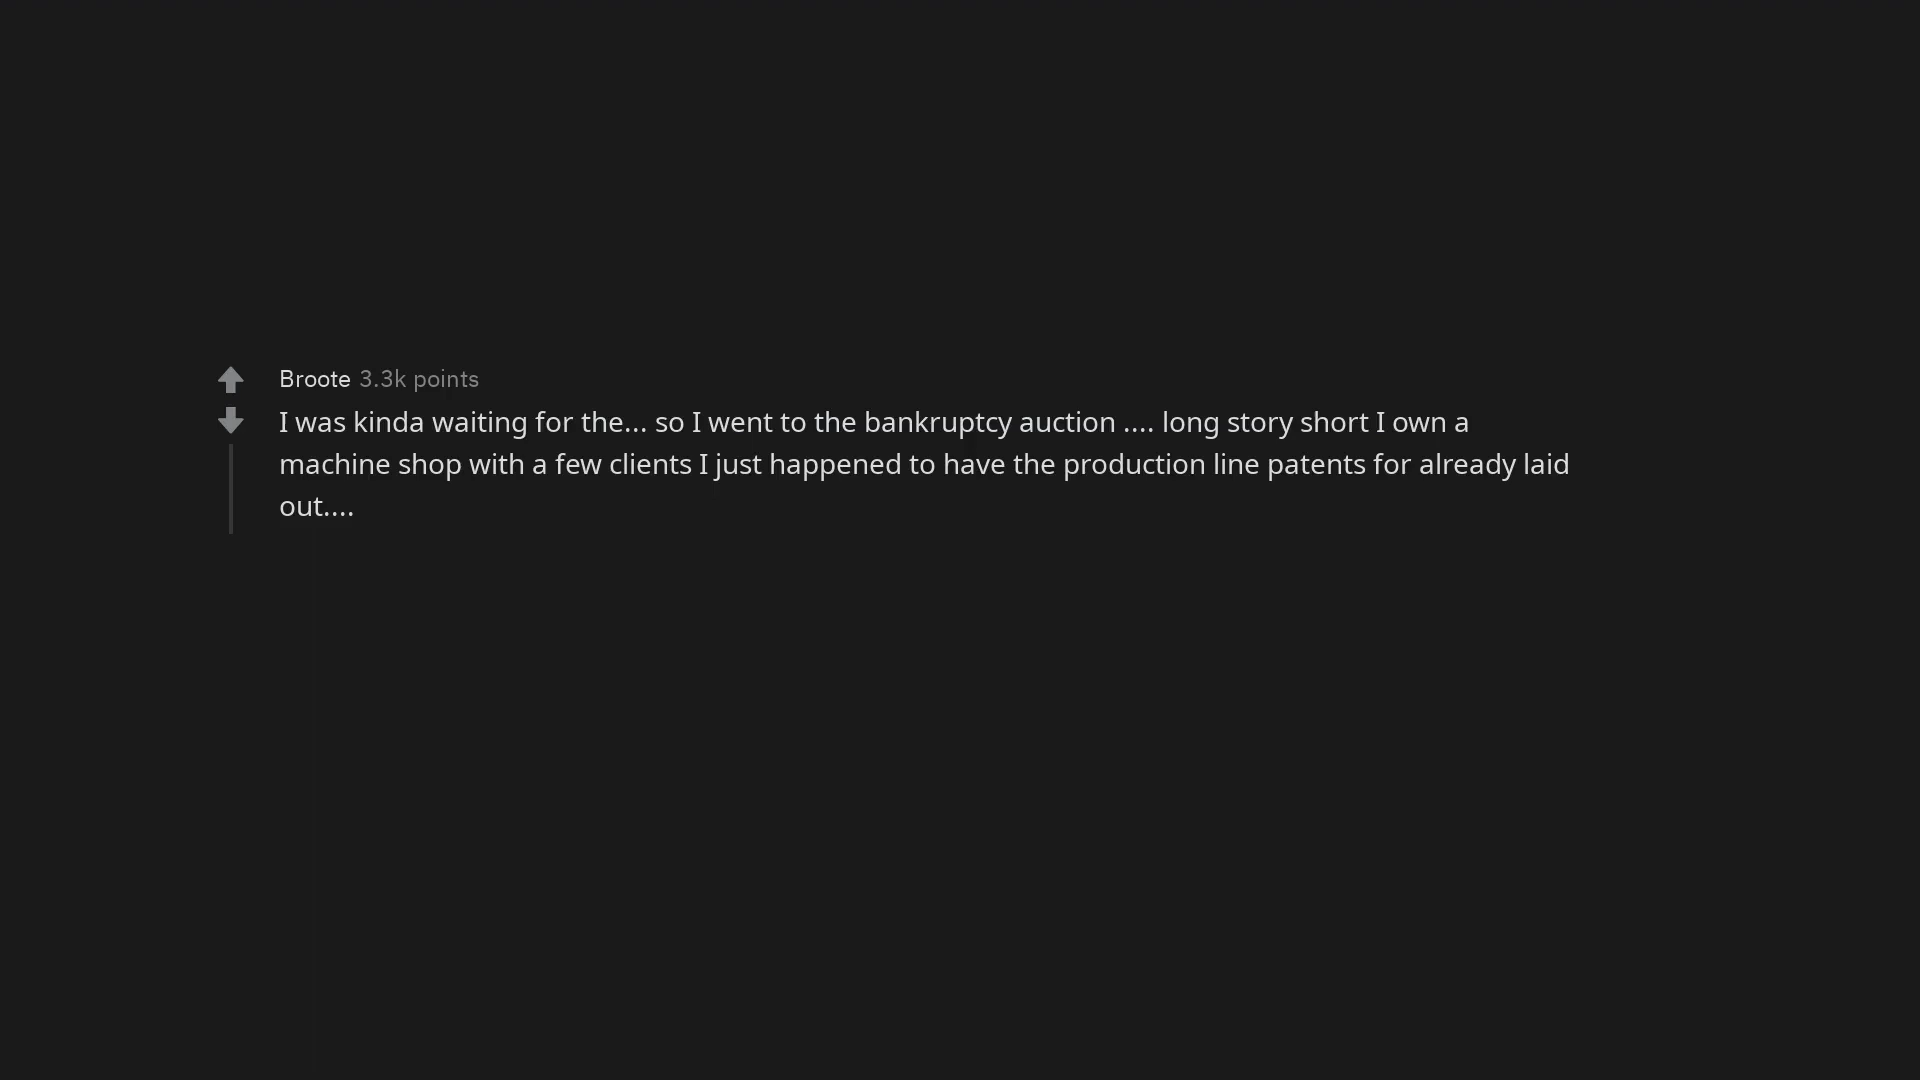 Broote 3.3k points
I was kinda waiting for the... so I went to the bankruptcy auction .... long story short I own a
machine shop with a few clients I just happened to have the production line patents for already laid
out....